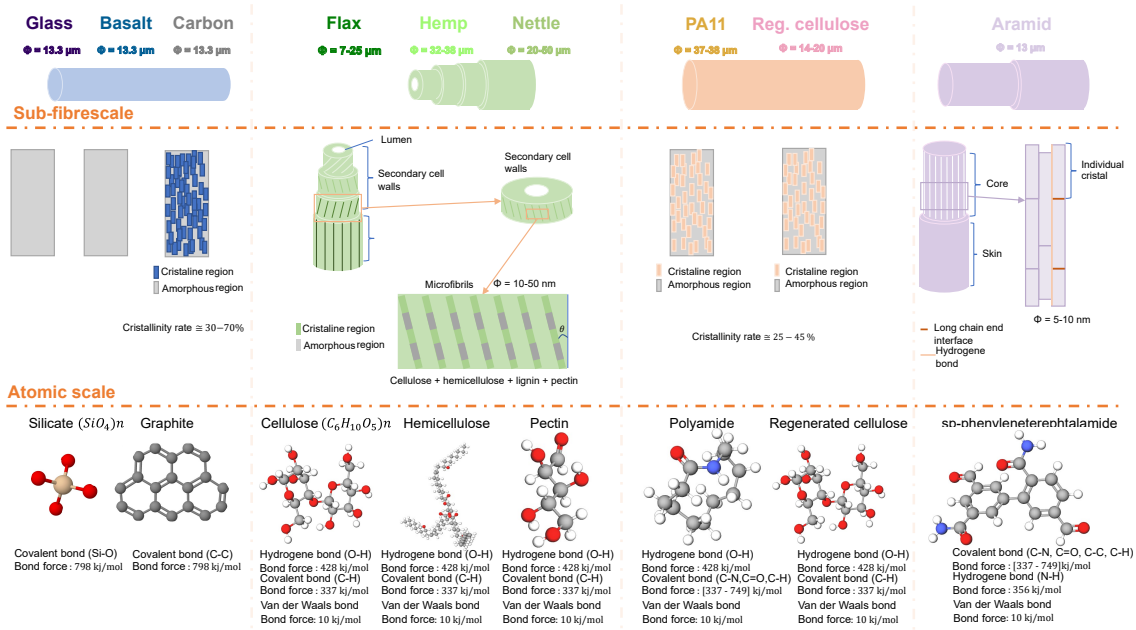 Glass Basalt Carbon
Φ = 13.3 µm Φ = 13.3 µm Φ = 13.3 µm
Flax Hemp Nettle
Φ = 7-25 µm Φ = 32-38 µm Φ = 20-50 µm
PA11 Reg. cellulose
Φ = 37-38 µm Φ = 14-20 µm
Aramid
Φ = 13 µm
Sub-fibrescale
Cristaline region
Amorphous region
Cristallinity rate ≅ 30−70%
Lumen
Secondary cell
walls
Secondary cell
walls
Microfibrils Φ = 10-50 nm
Cristaline region
Amorphous region
θ
Cellulose + hemicellulose + lignin + pectin
Cristaline region
Amorphous region
Cristaline region
Amorphous region
Cristallinity rate ≅ 25 − 45 %
Core
Skin
Individual
cristal
Φ = 5-10 nm
Long chain end
interface
Hydrogene
bond
Atomic scale
Silicate (SiO₄)n Graphite
Covalent bond (Si-O) Covalent bond (C-C)
Bond force : 798 kj/mol Bond force : 798 kj/mol
Cellulose (C₆H₁₀O₅)n Hemicellulose Pectin
Hydrogene bond (O-H) Hydrogene bond (O-H) Hydrogene bond (O-H)
Bond force : 428 kj/mol Bond force : 428 kj/mol Bond force : 428 kj/mol
Covalent bond (C-H) Covalent bond (C-H) Covalent bond (C-H)
Bond force : 337 kj/mol Bond force : 337 kj/mol Bond force : 337 kj/mol
Van der Waals bond Van der Waals bond Van der Waals bond
Bond force: 10 kj/mol Bond force: 10 kj/mol Bond force: 10 kj/mol
Polyamide Regenerated cellulose
Hydrogene bond (O-H) Hydrogene bond (O-H)
Bond force : 428 kj/mol Bond force : 428 kj/mol
Covalent bond (C-N,C=O,C-H) Covalent bond (C-H)
Bond force : [337 - 749] kj/mol Bond force : 337 kj/mol
Van der Waals bond Van der Waals bond
Bond force: 10 kj/mol Bond force: 10 kj/mol
sp-phenyleneterephtalamide
Covalent bond (C-N, C=O, C-C, C-H)
Bond force : [337 - 749]kj/mol
Hydrogene bond (N-H)
Bond force : 356 kj/mol
Van der Waals bond
Bond force: 10 kj/mol